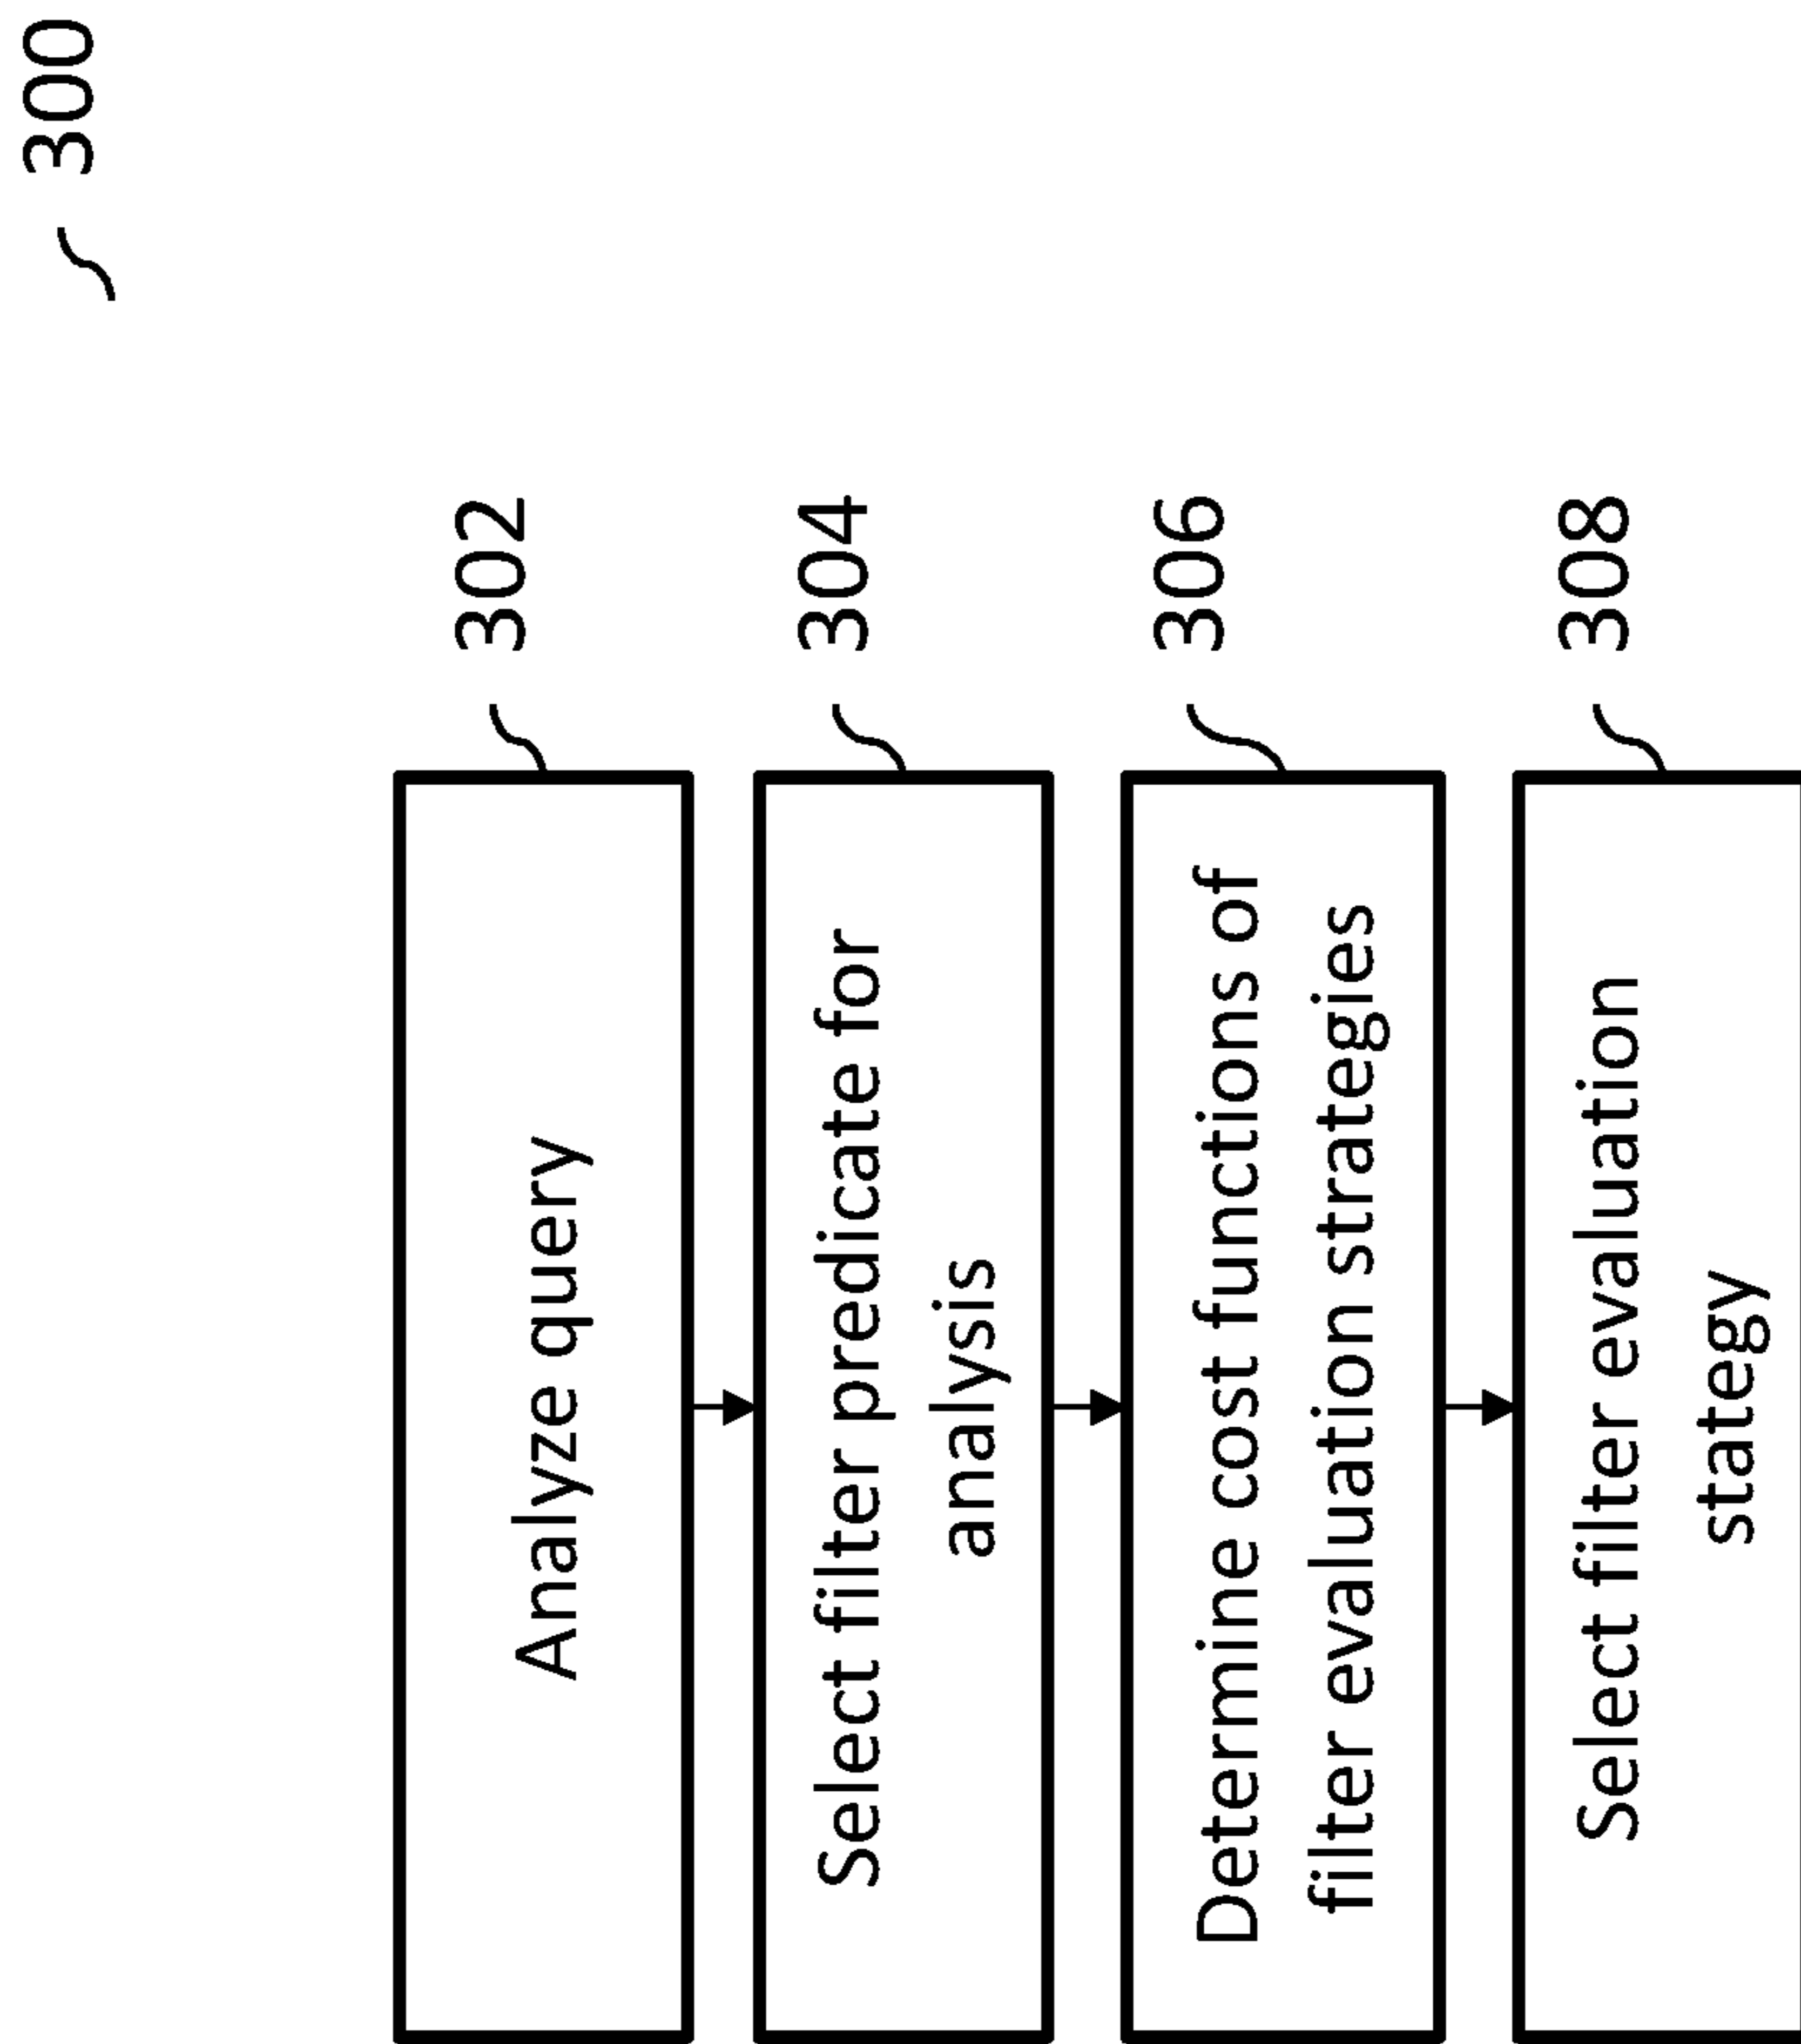 300
302
Analyze query
304
Select filter predicate for
analysis
306
Determine cost functions of
filter evaluation strategies
308
Select filter evaluation
stategy